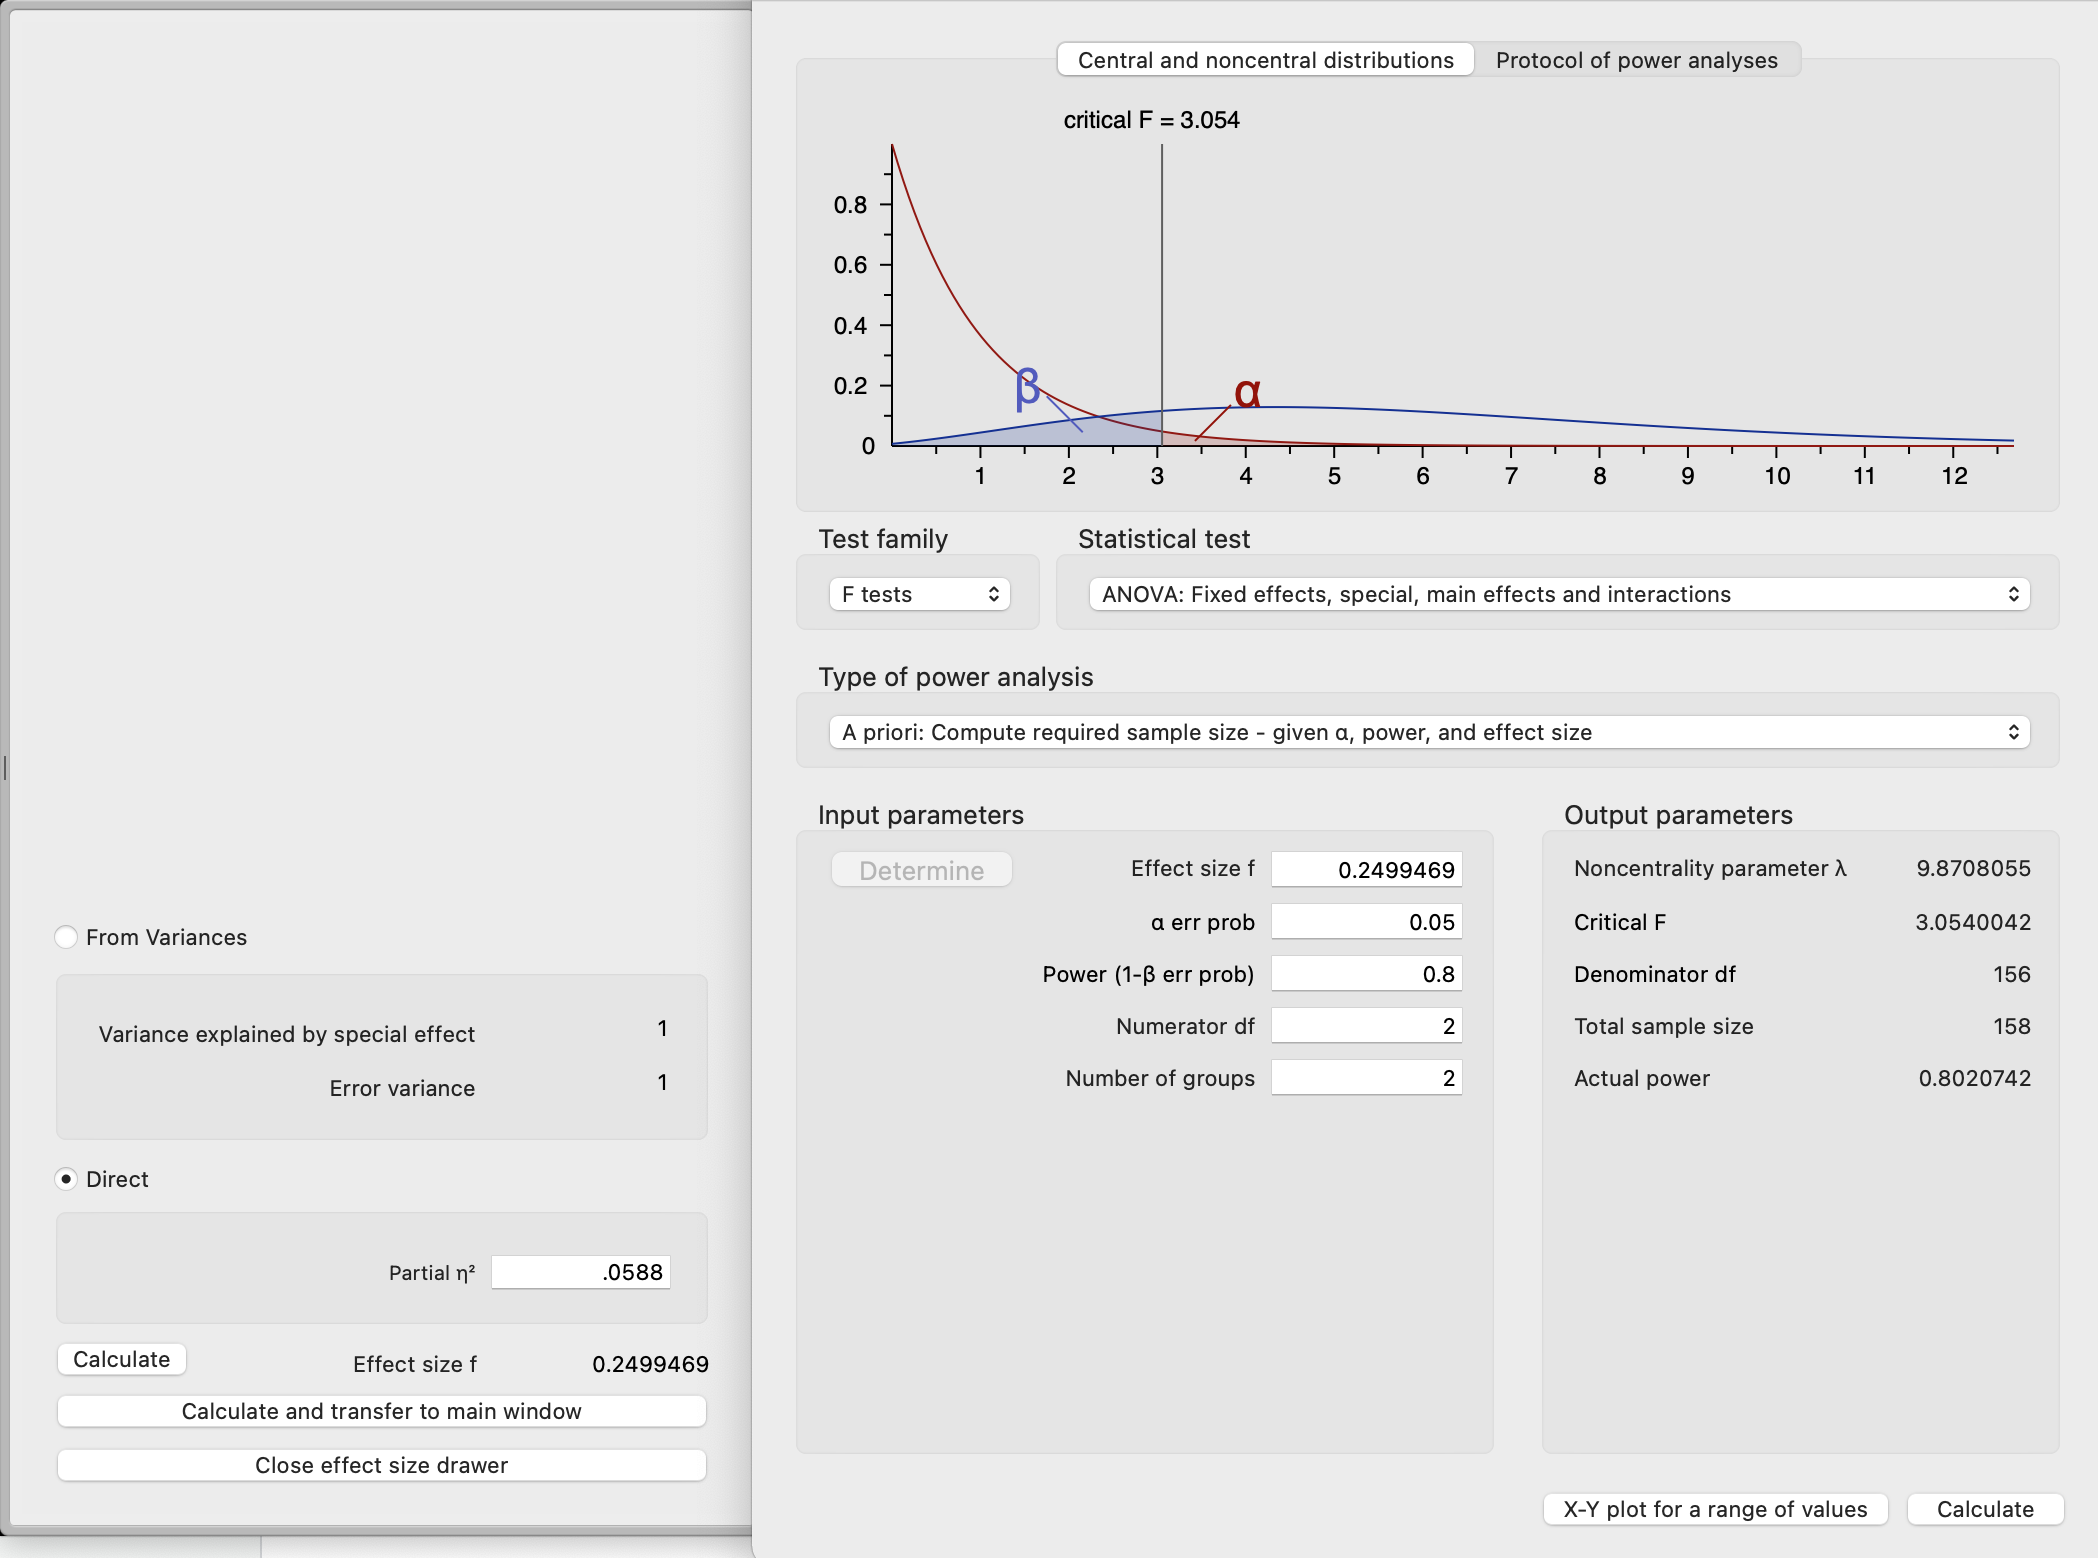 Central and noncentral distributions
Protocol of power analyses
critical F = 3.054
0.8
0.6
0.4
0.2
0
β
α
1 2 3 4 5 6 7 8 9 10 11 12
Test family
Statistical test
F tests
ANOVA: Fixed effects, special, main effects and interactions
Type of power analysis
A priori: Compute required sample size - given α, power, and effect size
Input parameters
Determine
Effect size f 0.2499469
α err prob 0.05
Power (1-β err prob) 0.8
Numerator df 2
Number of groups 2
Output parameters
Noncentrality parameter λ 9.8708055
Critical F 3.0540042
Denominator df 156
Total sample size 158
Actual power 0.8020742
From Variances
Variance explained by special effect 1
Error variance 1
Direct
Partial η² .0588
Calculate
Effect size f 0.2499469
Calculate and transfer to main window
Close effect size drawer
X-Y plot for a range of values
Calculate